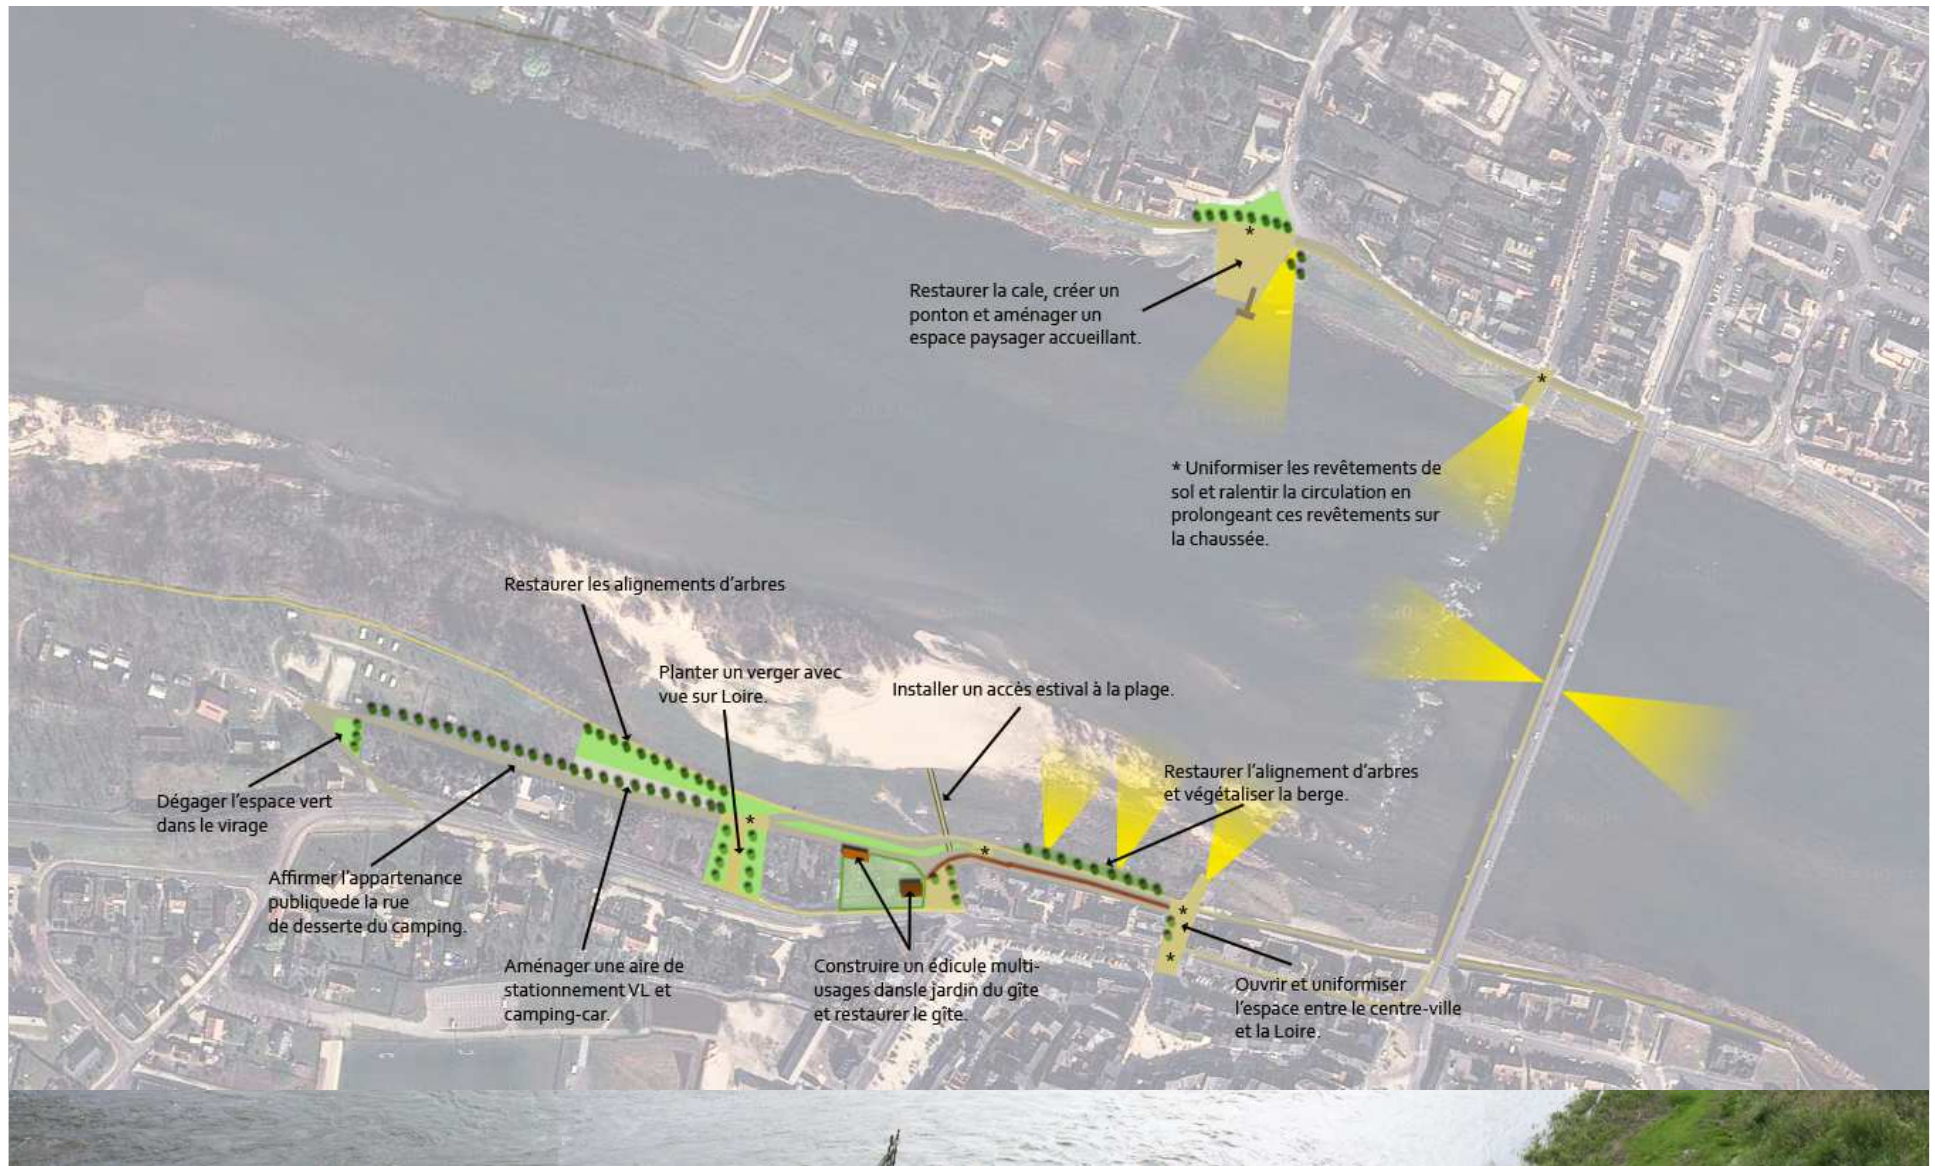 Restaurer la cale, créer un
ponton et aménager un
espace paysager accueillant.
* Uniformiser les revêtements de
sol et ralentir la circulation en
prolongeant ces revêtements sur
la chaussée.
Restaurer les alignements d'arbres
Planter un verger avec
vue sur Loire.
Installer un accès estival à la plage.
Restaurer l'alignement d'arbres
et végétaliser la berge.
Dégager l'espace vert
dans le virage
Affirmer l'appartenance
publiquede la rue
de desserte du camping.
Aménager une aire de
stationnement VL et
camping-car.
Construire un édicule multi-
usages dansle jardin du gîte
et restaurer le gîte.
Ouvrir et uniformiser
l'espace entre le centre-ville
et la Loire.